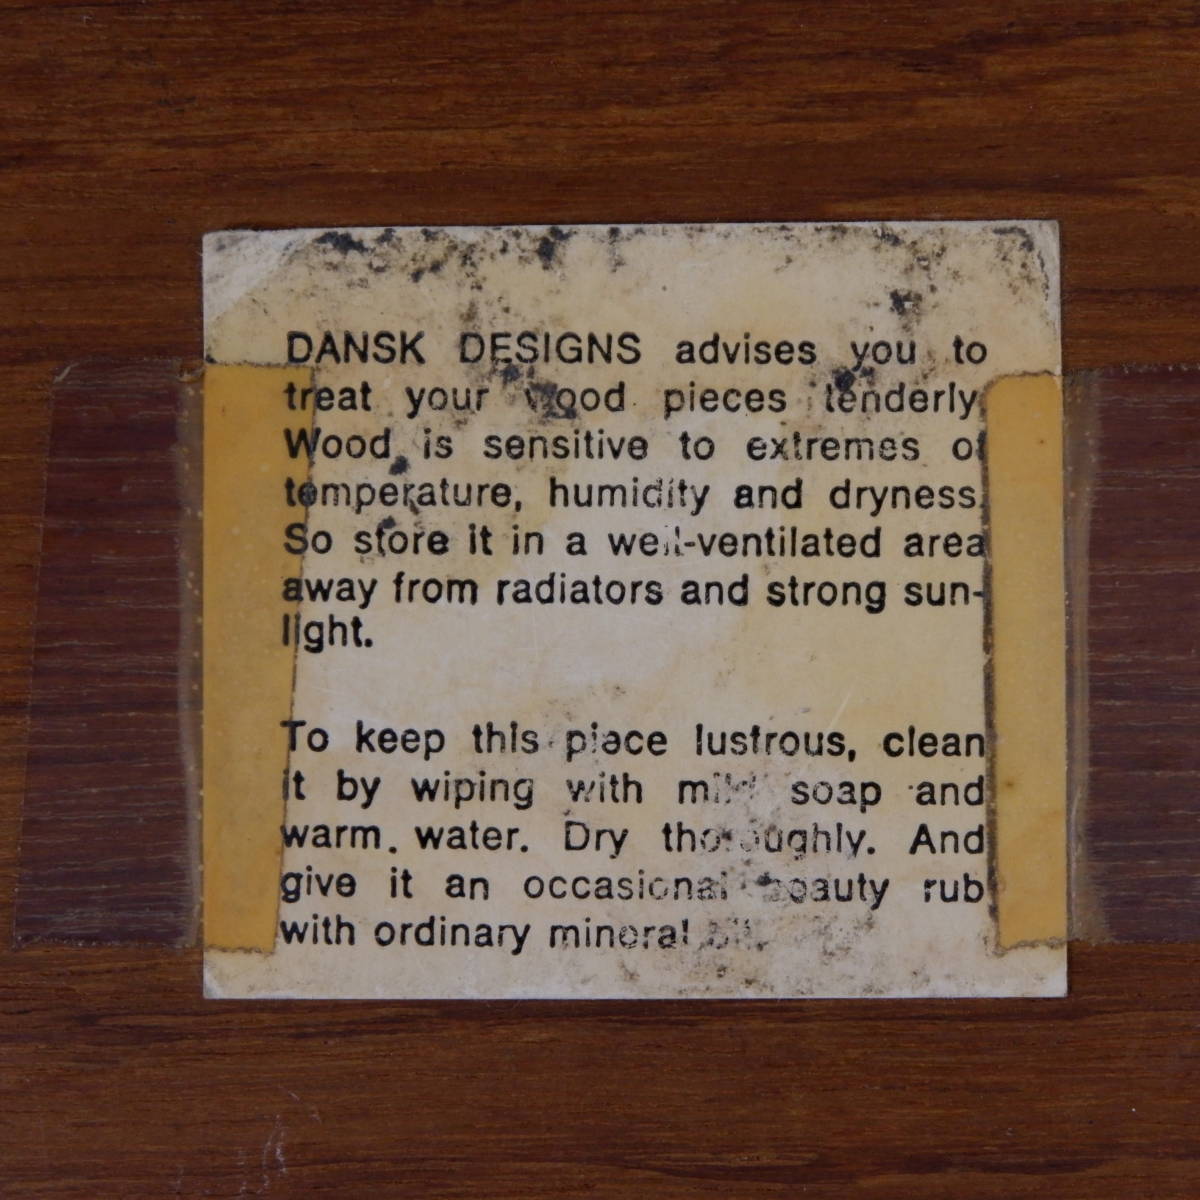 DANSK DESIGNS advises you to
treat your wood pieces tenderly.
Wood is sensitive to extremes of
temperature, humidity and dryness.
So store it in a well-ventilated area
away from radiators and strong sun-
light.
To keep this piece lustrous, clean
it by wiping with mild soap and
warm water. Dry thoroughly. And
give it an occasional beauty rub
with ordinary mineral oil.